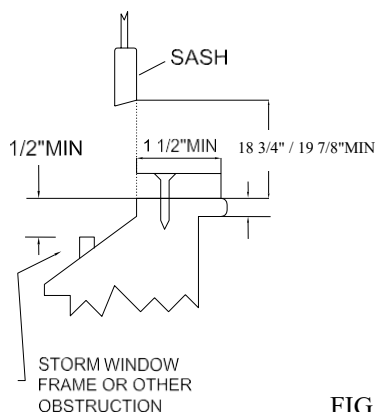 SASH
1/2"MIN
1 1/2"MIN
18 3/4" / 19 7/8"MIN
STORM WINDOW
FRAME OR OTHER
OBSTRUCTION
FIG